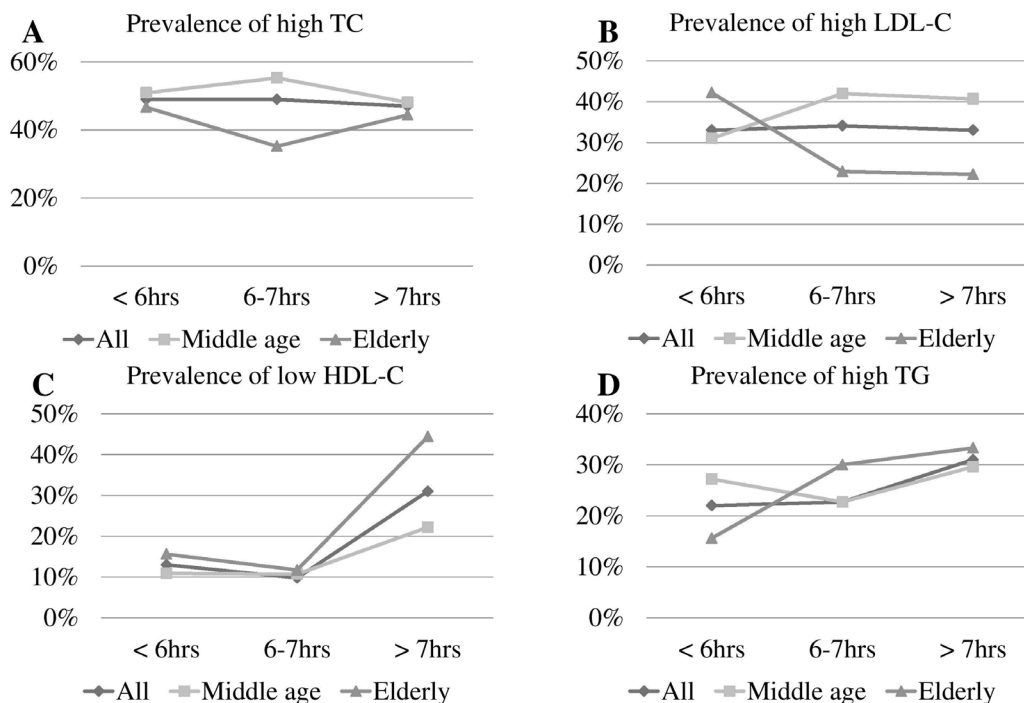 A Prevalence of high TC
60%
40%
20%
0%
< 6hrs 6-7hrs > 7hrs
All Middle age Elderly
B Prevalence of high LDL-C
50%
40%
30%
20%
10%
0%
< 6hrs 6-7hrs > 7hrs
All Middle age Elderly
C Prevalence of low HDL-C
50%
40%
30%
20%
10%
0%
< 6hrs 6-7hrs > 7hrs
All Middle age Elderly
D Prevalence of high TG
40%
30%
20%
10%
0%
< 6hrs 6-7hrs > 7hrs
All Middle age Elderly